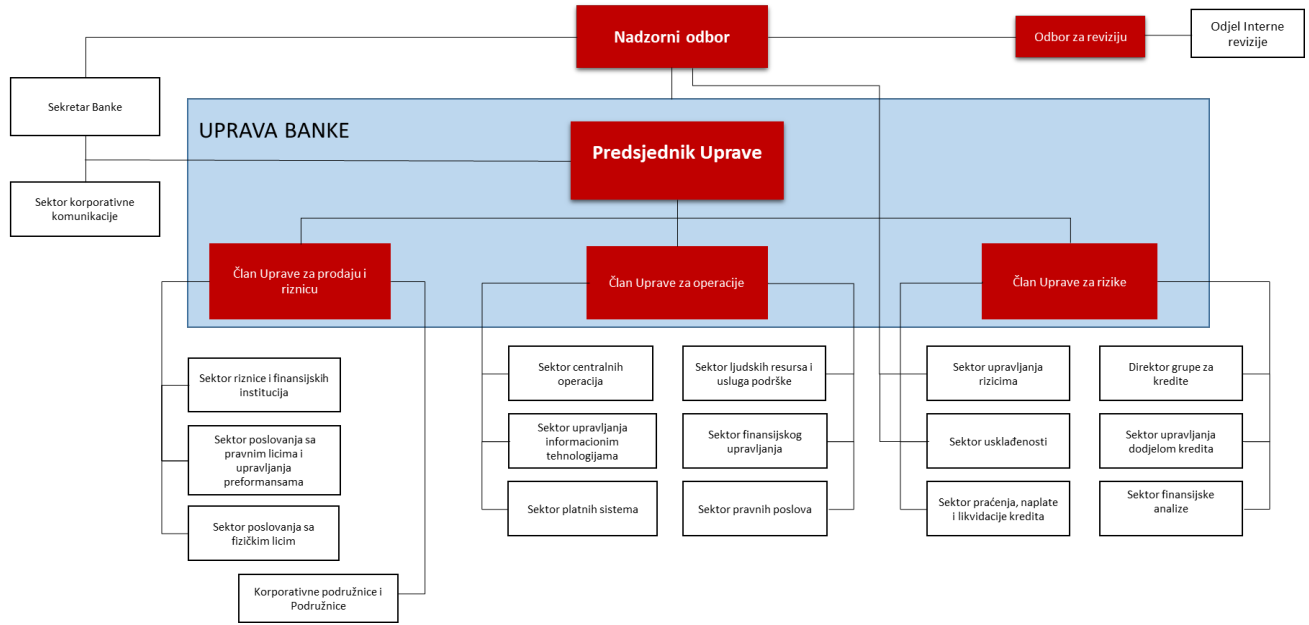 Nadzorni odbor
Odbor za reviziju
Odjel Interne
revizije
Sekretar Banke
UPRAVA BANKE
Predsjednik Uprave
Sektor korporativne
komunikacije
Član Uprave za prodaju i
riznicu
Član Uprave za operacije
Član Uprave za rizike
Sektor riznice i finansijskih
institucija
Sektor centralnih
operacija
Sektor ljudskih resursa i
usluga podrške
Sektor upravljanja
rizicima
Direktor grupe za
kredite
Sektor poslovanja sa
pravnim licima i
upravljanja
preformansama
Sektor upravljanja
informacionim
tehnologijama
Sektor finansijskog
upravljanja
Sektor usklađenosti
Sektor upravljanja
dodjelom kredita
Sektor poslovanja sa
fizičkim licim
Sektor platnih sistema
Sektor pravnih poslova
Sektor praćenja, naplate
i likvidacije kredita
Sektor finansijske
analize
Korporativne podružnice i
Podružnice